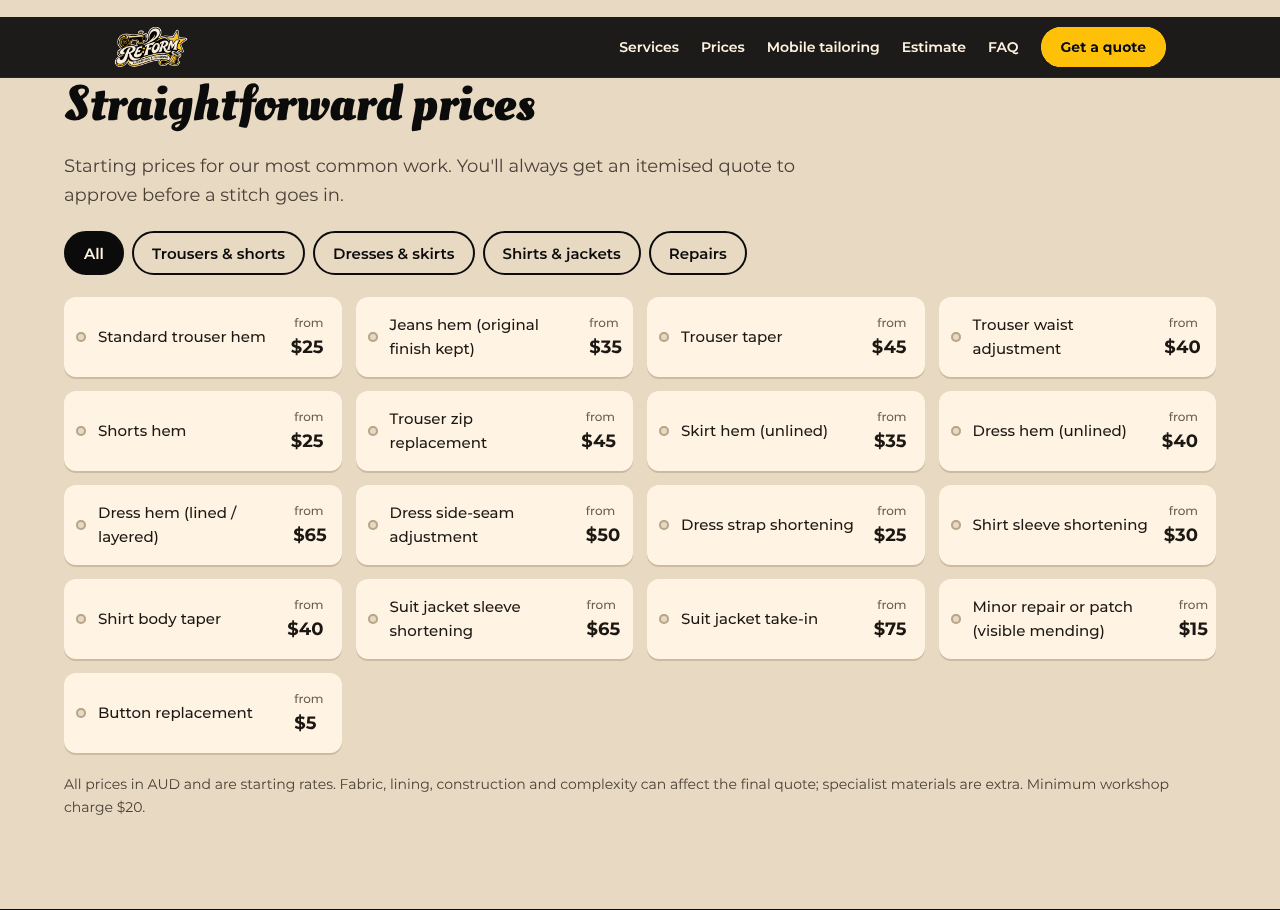 RE-FORM
Services
Prices
Mobile tailoring
Estimate
FAQ
Get a quote
Straightforward prices
Starting prices for our most common work. You'll always get an itemised quote to
approve before a stitch goes in.
All
Trousers & shorts
Dresses & skirts
Shirts & jackets
Repairs
Standard trouser hem
from
$25
Jeans hem (original
finish kept)
from
$35
Trouser taper
from
$45
Trouser waist
adjustment
from
$40
Shorts hem
from
$25
Trouser zip
replacement
from
$45
Skirt hem (unlined)
from
$35
Dress hem (unlined)
from
$40
Dress hem (lined /
layered)
from
$65
Dress side-seam
adjustment
from
$50
Dress strap shortening
from
$25
Shirt sleeve shortening
from
$30
Shirt body taper
from
$40
Suit jacket sleeve
shortening
from
$65
Suit jacket take-in
from
$75
Minor repair or patch
(visible mending)
from
$15
Button replacement
from
$5
All prices in AUD and are starting rates. Fabric, lining, construction and complexity can affect the final quote; specialist materials are extra. Minimum workshop
charge $20.